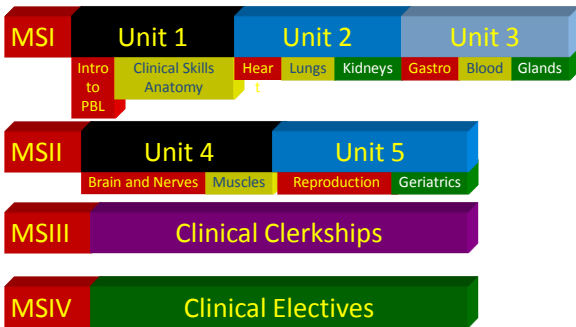 MSI Unit 1 Unit 2 Unit 3
Intro to PBL
Clinical Skills Anatomy
Heart
Lungs
Kidneys
Gastro
Blood
Glands
MSII Unit 4 Unit 5
Brain and Nerves Muscles Reproduction Geriatrics
MSIII Clinical Clerkships
MSIV Clinical Electives